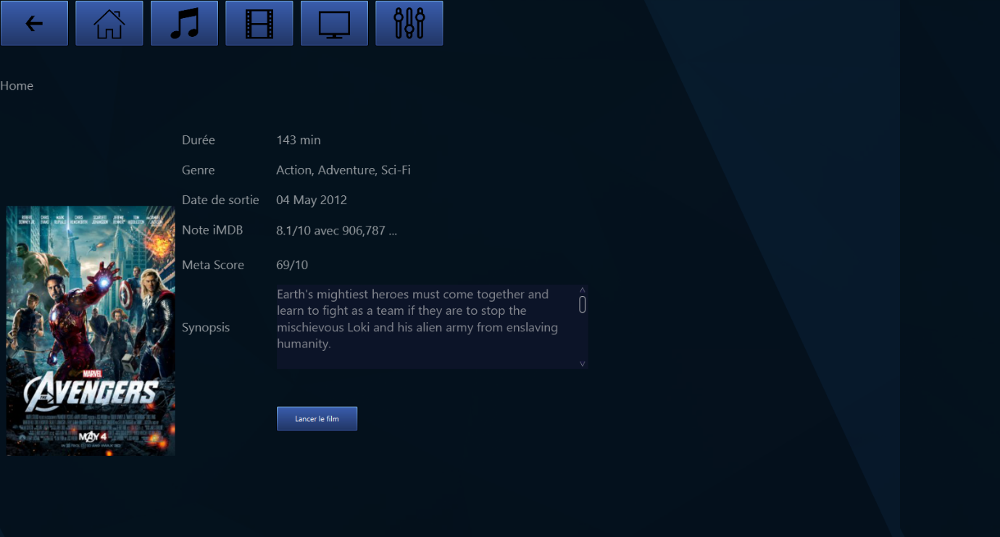 Home
Durée 143 min
Genre Action, Adventure, Sci-Fi
Date de sortie 04 May 2012
Note iMDB 8.1/10 avec 906,787 ...
Meta Score 69/10
Synopsis
Earth's mightiest heroes must come together and
learn to fight as a team if they are to stop the
mischievous Loki and his alien army from enslaving
humanity.
Lancer le film
MARVEL
THE AVENGERS
MAY 4